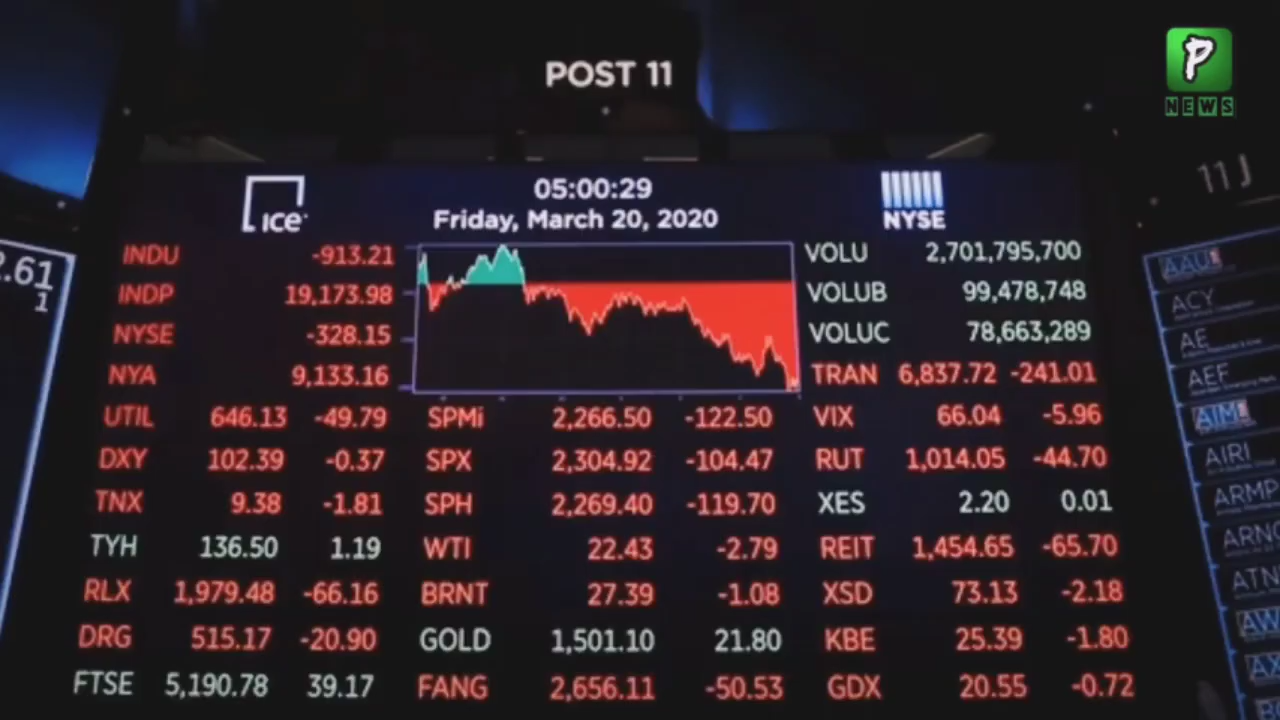 P
NEWS
POST 11
11 J
ICE
05:00:29
Friday, March 20, 2020
NYSE
2.61
1
INDU -913.21
INDP 19,173.98
NYSE -328.15
NYA 9,133.16
VOLU 2,701,795,700
VOLUB 99,478,748
VOLUC 78,663,289
TRAN 6,837.72 -241.01
UTIL 646.13 -49.79 SPMi 2,266.50 -122.50 VIX 66.04 -5.96
DXY 102.39 -0.37 SPX 2,304.92 -104.47 RUT 1,014.05 -44.70
TNX 9.38 -1.81 SPH 2,269.40 -119.70 XES 2.20 0.01
TYH 136.50 1.19 WTI 22.43 -2.79 REIT 1,454.65 -65.70
RLX 1,979.48 -66.16 BRNT 27.39 -1.08 XSD 73.13 -2.18
DRG 515.17 -20.90 GOLD 1,501.10 21.80 KBE 25.39 -1.80
FTSE 5,190.78 39.17 FANG 2,656.11 -50.53 GDX 20.55 -0.72
AAU
ACY
AE
AEF
AIM
AIRI
ARMP
ARNC
ATN
AW
AX